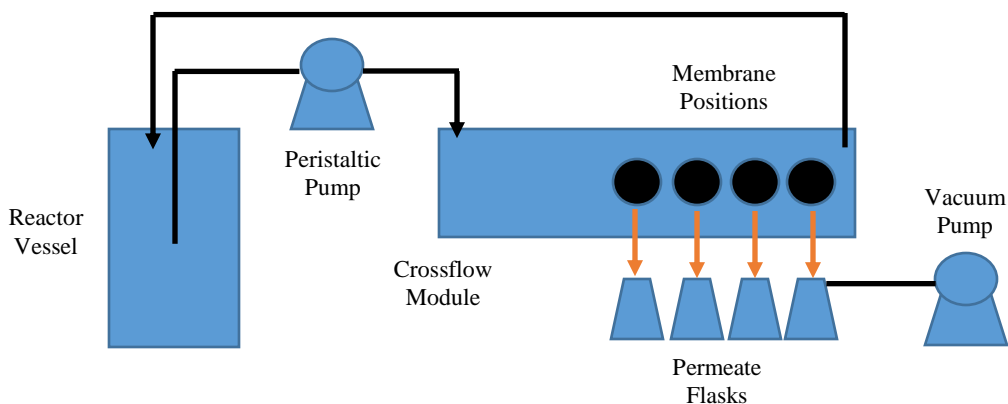 Membrane
Positions
Peristaltic
Pump
Vacuum
Pump
Reactor
Vessel
Crossflow
Module
Permeate
Flasks